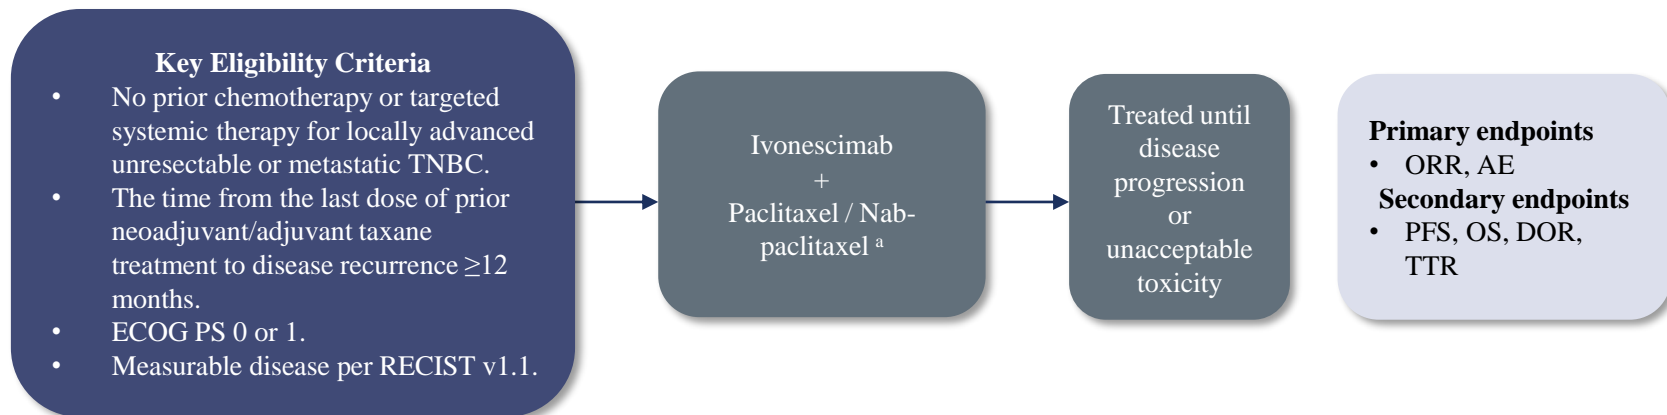 Key Eligibility Criteria
• No prior chemotherapy or targeted
systemic therapy for locally advanced
unresectable or metastatic TNBC.
• The time from the last dose of prior
neoadjuvant/adjuvant taxane
treatment to disease recurrence ≥12
months.
• ECOG PS 0 or 1.
• Measurable disease per RECIST v1.1.
Ivonescimab
+
Paclitaxel / Nab-
paclitaxel ᵃ
Treated until
disease
progression
or
unacceptable
toxicity
Primary endpoints
• ORR, AE
Secondary endpoints
• PFS, OS, DOR,
TTR